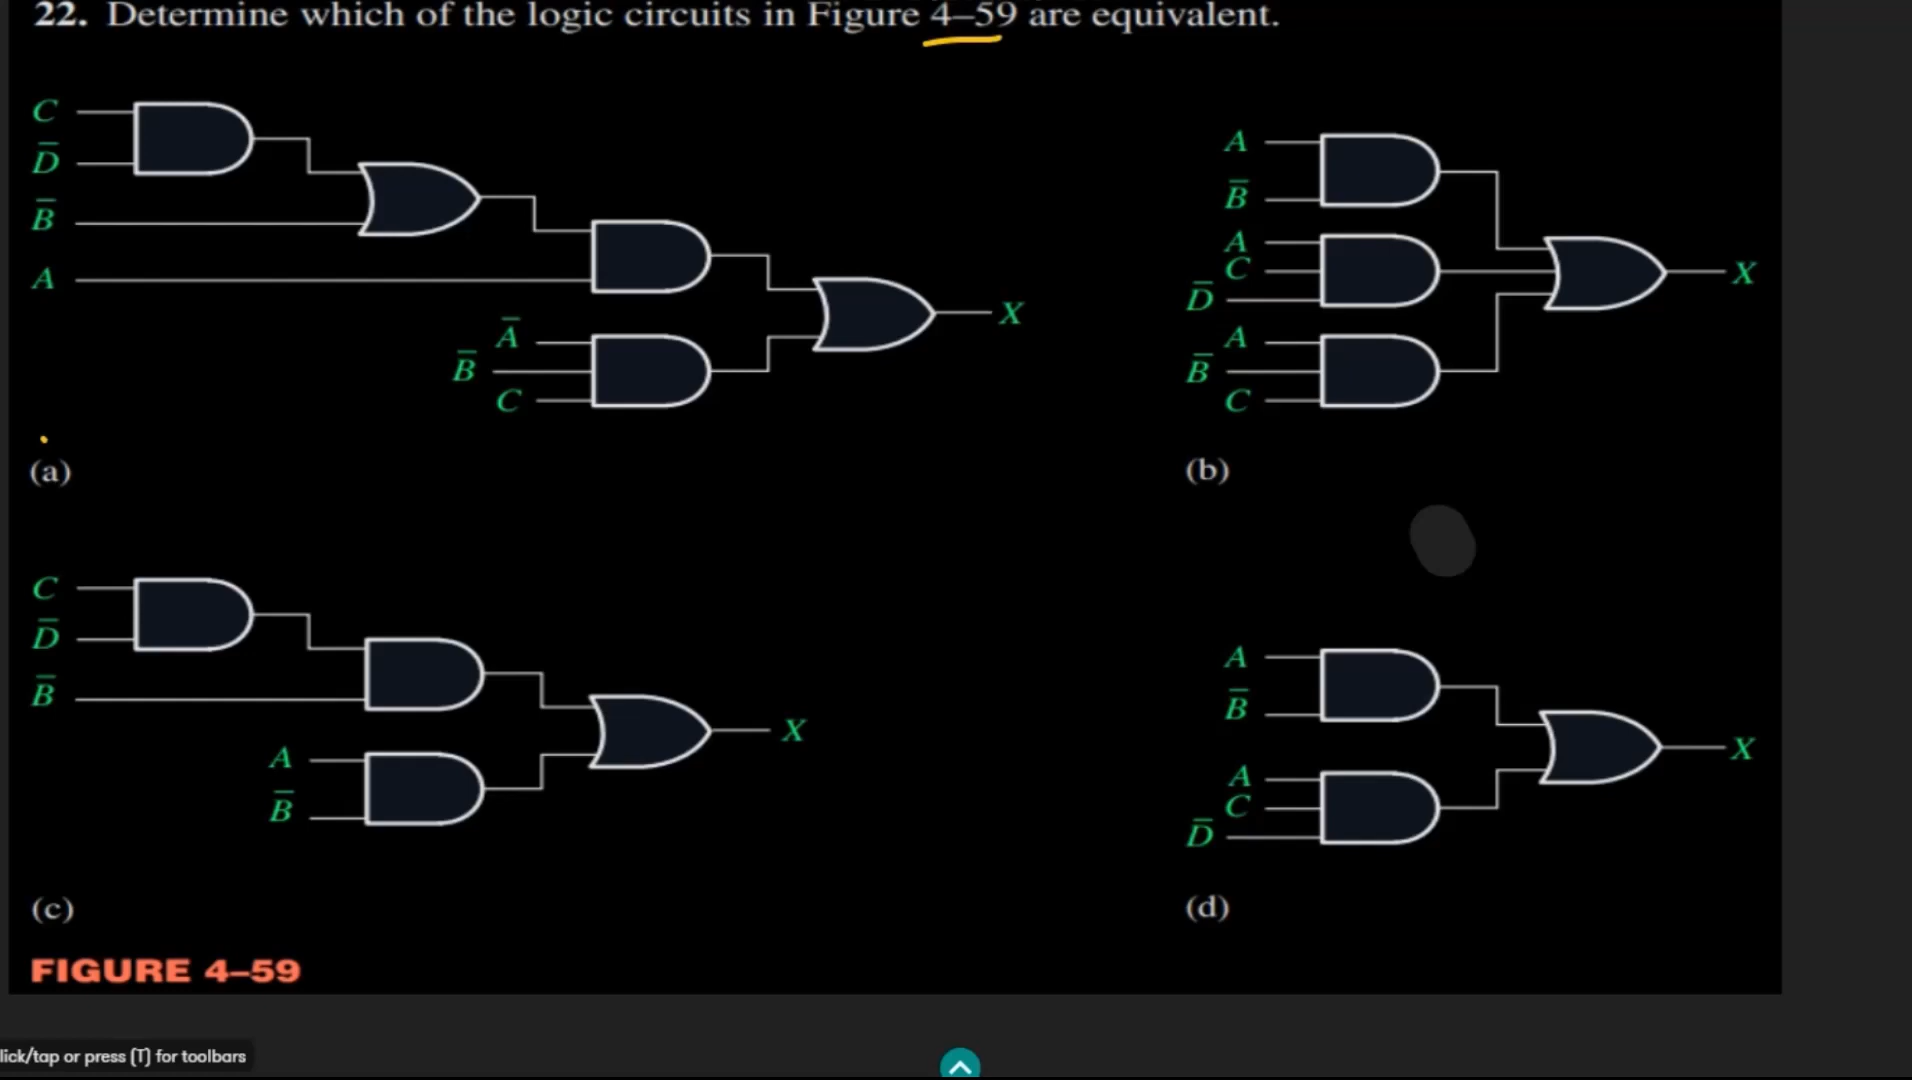 22. Determine which of the logic circuits in Figure 4–59 are equivalent.
C
D̅
B̅
A
A̅
B̅
C
X
(a)
A
B̅
A
C
D̅
A
B̅
C
X
(b)
C
D̅
B̅
A
B̅
X
(c)
A
B̅
A
C
D̅
X
(d)
FIGURE 4–59
lick/tap or press (T) for toolbars